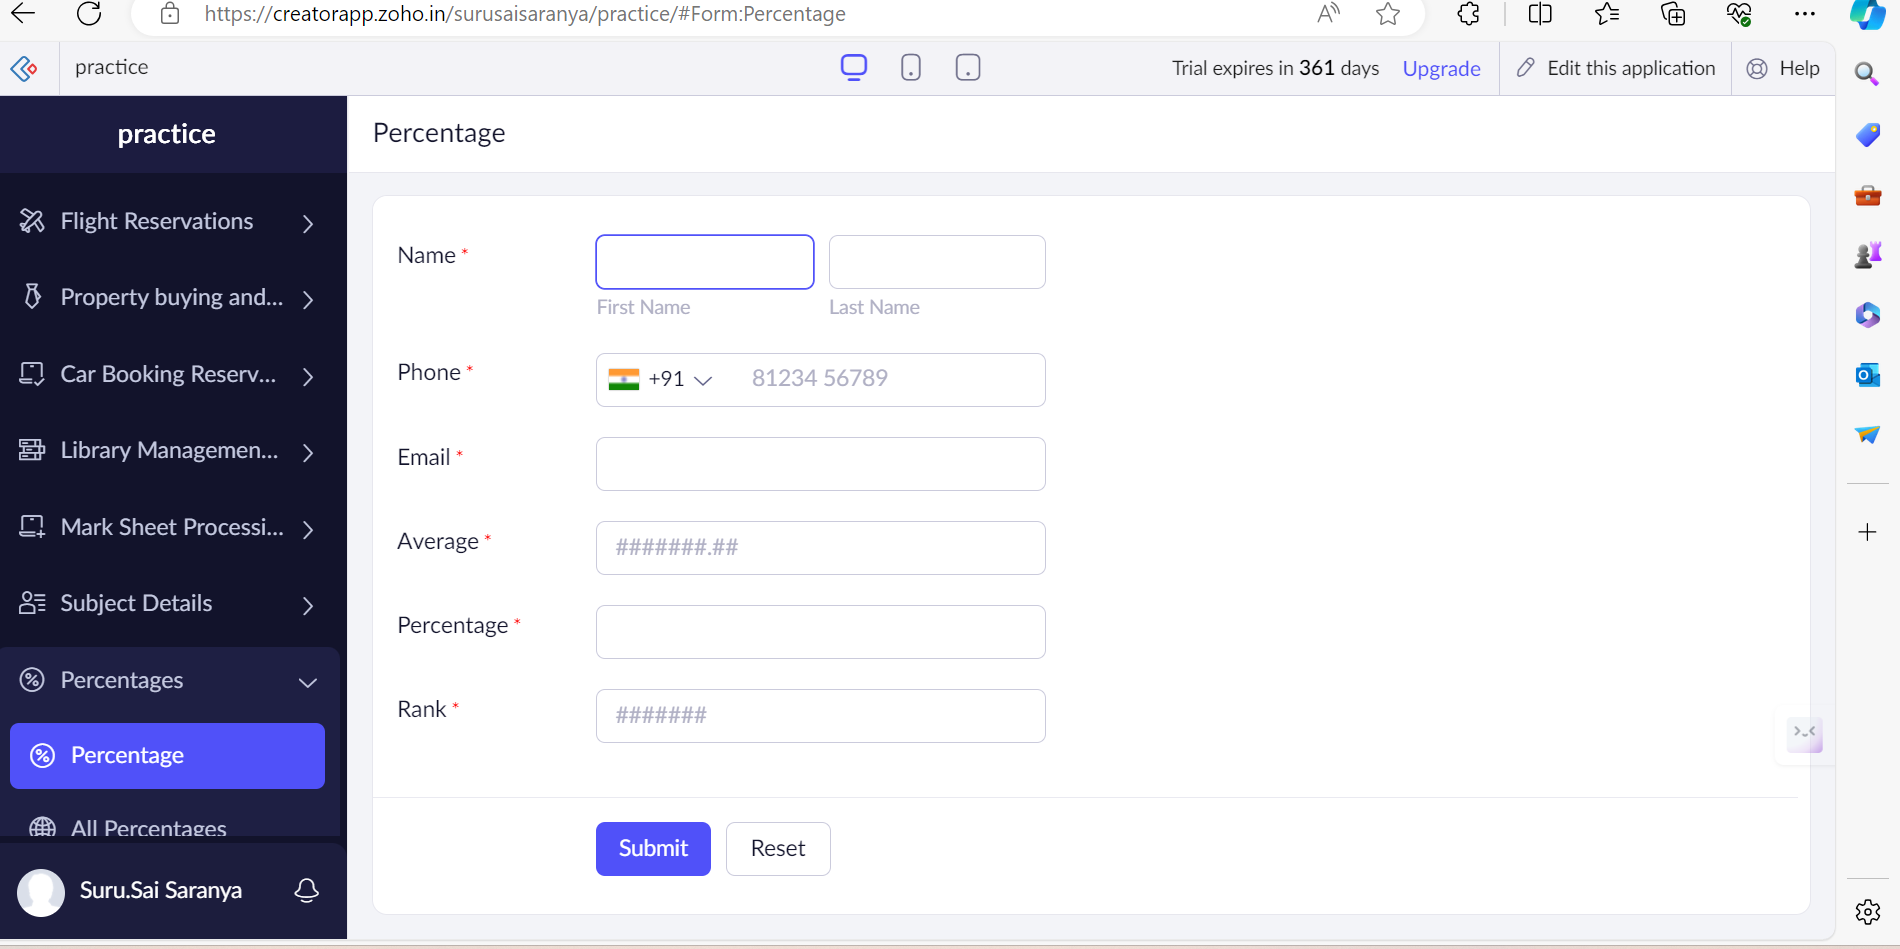 https://creatorapp.zoho.in/surusaisaranya/practice/#Form:Percentage
practice
Trial expires in 361 days
Upgrade
Edit this application
Help
practice
Flight Reservations
Property buying and...
Car Booking Reserv...
Library Managemen...
Mark Sheet Processi...
Subject Details
Percentages
Percentage
All Percentages
Suru.Sai Saranya
Percentage
Name *
First Name
Last Name
Phone *
+91
81234 56789
Email *
Average *
#######.##
Percentage *
Rank *
#######
Submit
Reset